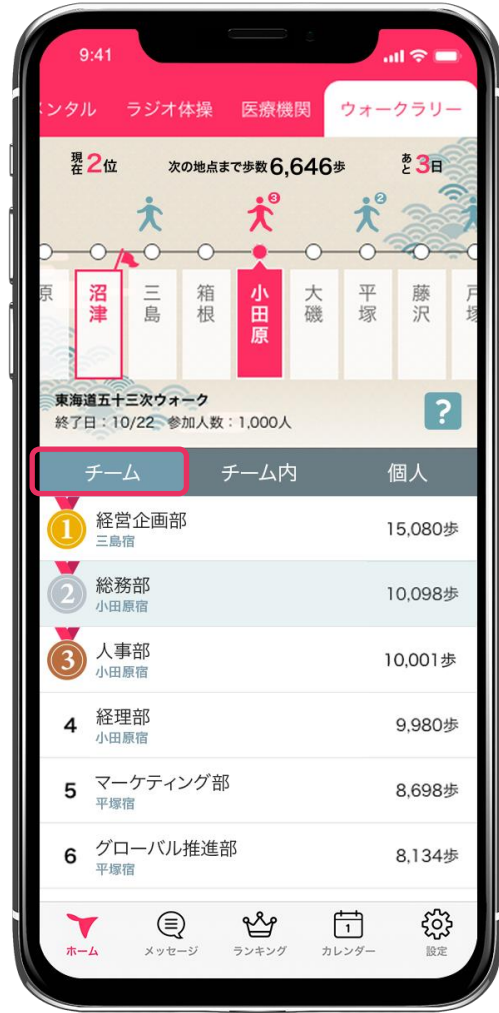 9:41
メンタル ラジオ体操 医療機関 ウォークラリー
現在2位 次の地点まで歩数6,646歩 あと3日
3 2
原 沼津 三島 箱根 小田原 大磯 平塚 藤沢 戸塚
東海道五十三次ウォーク
終了日：10/22 参加人数：1,000人
?
チーム チーム内 個人
1 経営企画部 15,080歩
三島宿
2 総務部 10,098歩
小田原宿
3 人事部 10,001歩
小田原宿
4 経理部 9,980歩
小田原宿
5 マーケティング部 8,698歩
平塚宿
6 グローバル推進部 8,134歩
平塚宿
1
ホーム メッセージ ランキング カレンダー 設定